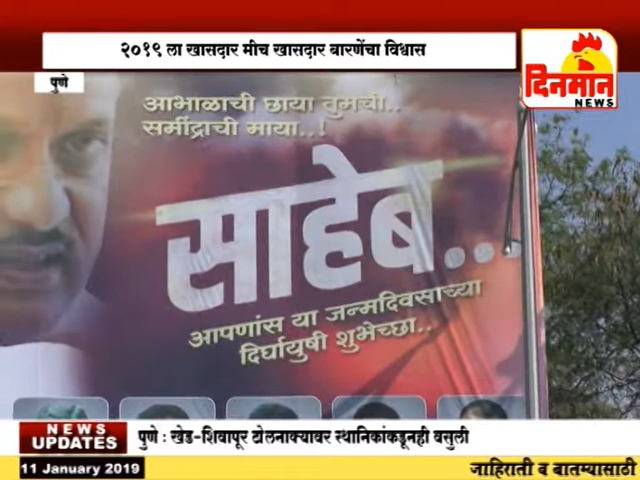 २०१९ ला खासदार मीच खासदार बारणेंचा विश्वास
दिनमान
NEWS
पुणे
आभाळाची छाया तुमची..
समींद्राची माया..!
साहेब...
आपणांस या जन्मदिवसाच्या
दिर्घायुषी शुभेच्छा..
NEWS
UPDATES
पुणे : खेड-शिवापूर टोलनाक्यावर स्थानिकांकडूनही वसुली
11 January 2019
जाहिराती व बातम्यासाठी